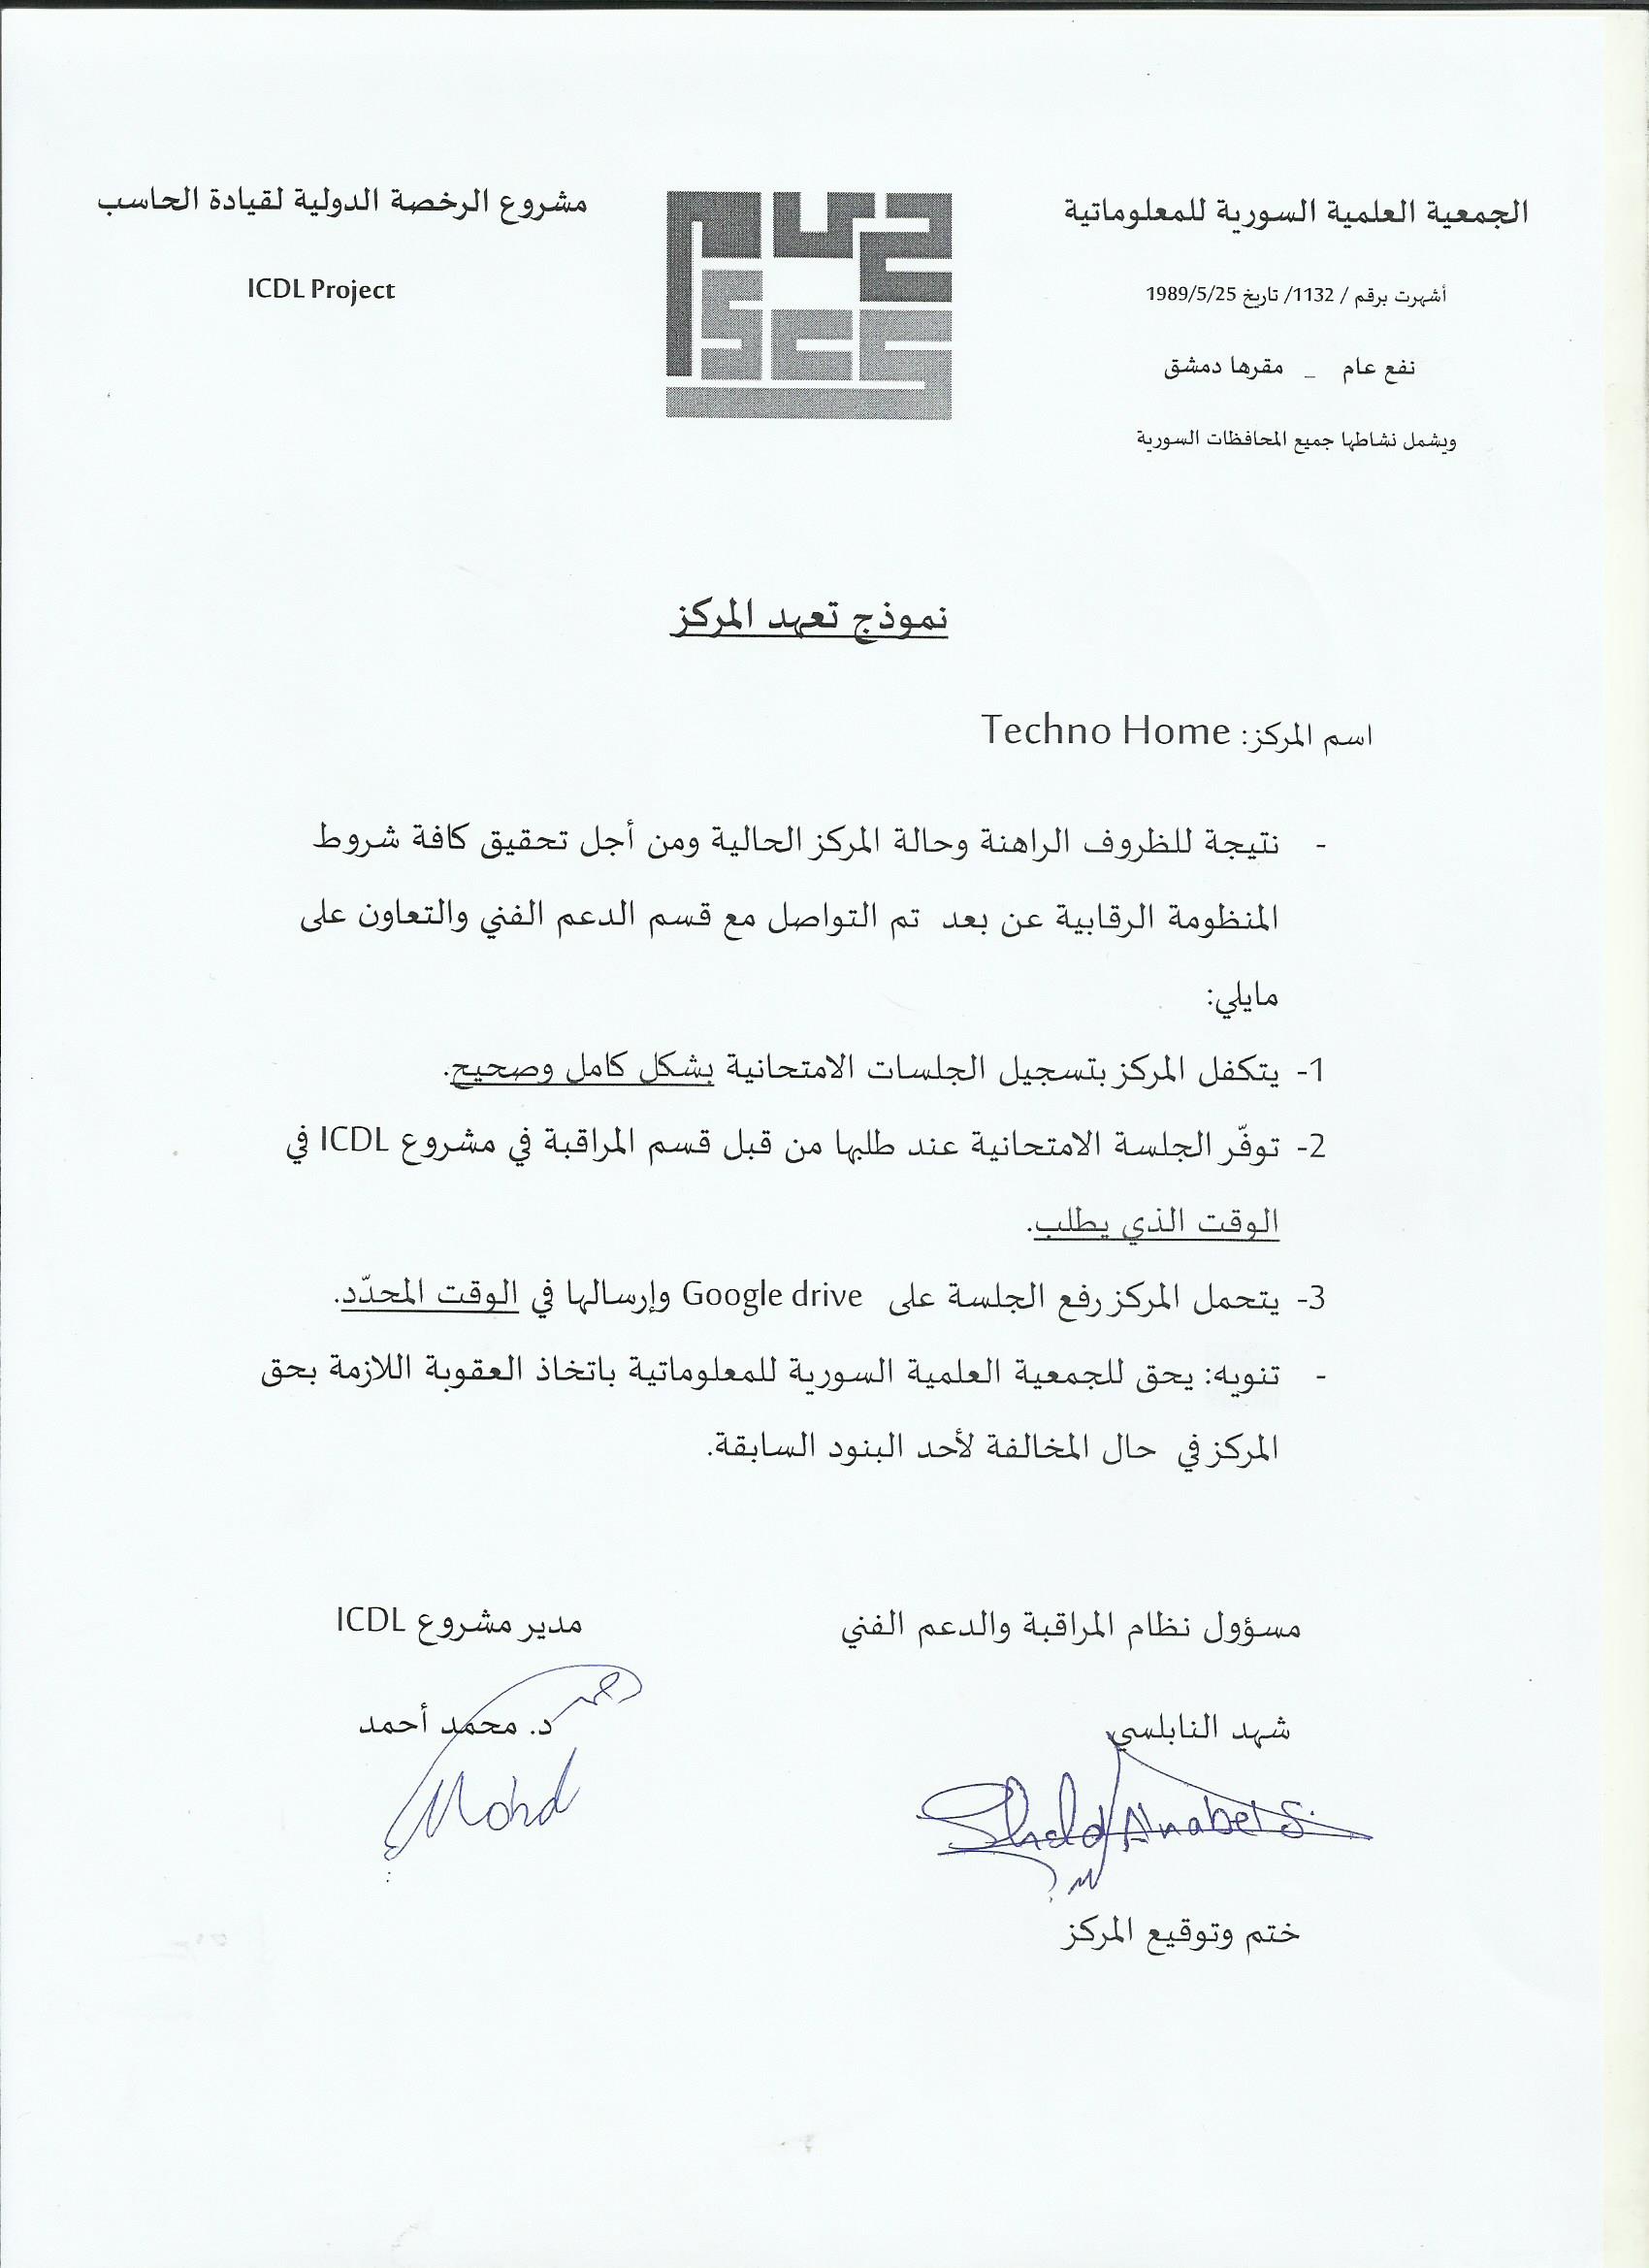 الجمعية العلمية السورية للمعلوماتية
أشهرت برقم / 1132/ تاريخ 1989/5/25
نفع عام _ مقرها دمشق
ويشمل نشاطها جميع المحافظات السورية
مشروع الرخصة الدولية لقيادة الحاسب
ICDL Project
SCS
نموذج تعهد المركز
اسم المركز: Techno Home
- نتيجة للظروف الراهنة وحالة المركز الحالية ومن أجل تحقيق كافة شروط
المنظومة الرقابية عن بعد تم التواصل مع قسم الدعم الفني والتعاون على
مايلي:
1- يتكفل المركز بتسجيل الجلسات الامتحانية بشكل كامل وصحيح.
2- توفّر الجلسة الامتحانية عند طلبها من قبل قسم المراقبة في مشروع ICDL في
الوقت الذي يطلب.
3- يتحمل المركز رفع الجلسة على Google drive وإرسالها في الوقت المحدّد.
- تنويه: يحق للجمعية العلمية السورية للمعلوماتية باتخاذ العقوبة اللازمة بحق
المركز في حال المخالفة لأحد البنود السابقة.
مسؤول نظام المراقبة والدعم الفني
مدير مشروع ICDL
شهد النابلسي
د. محمد أحمد
Shahd Alnabelsi
Mohd
ختم وتوقيع المركز